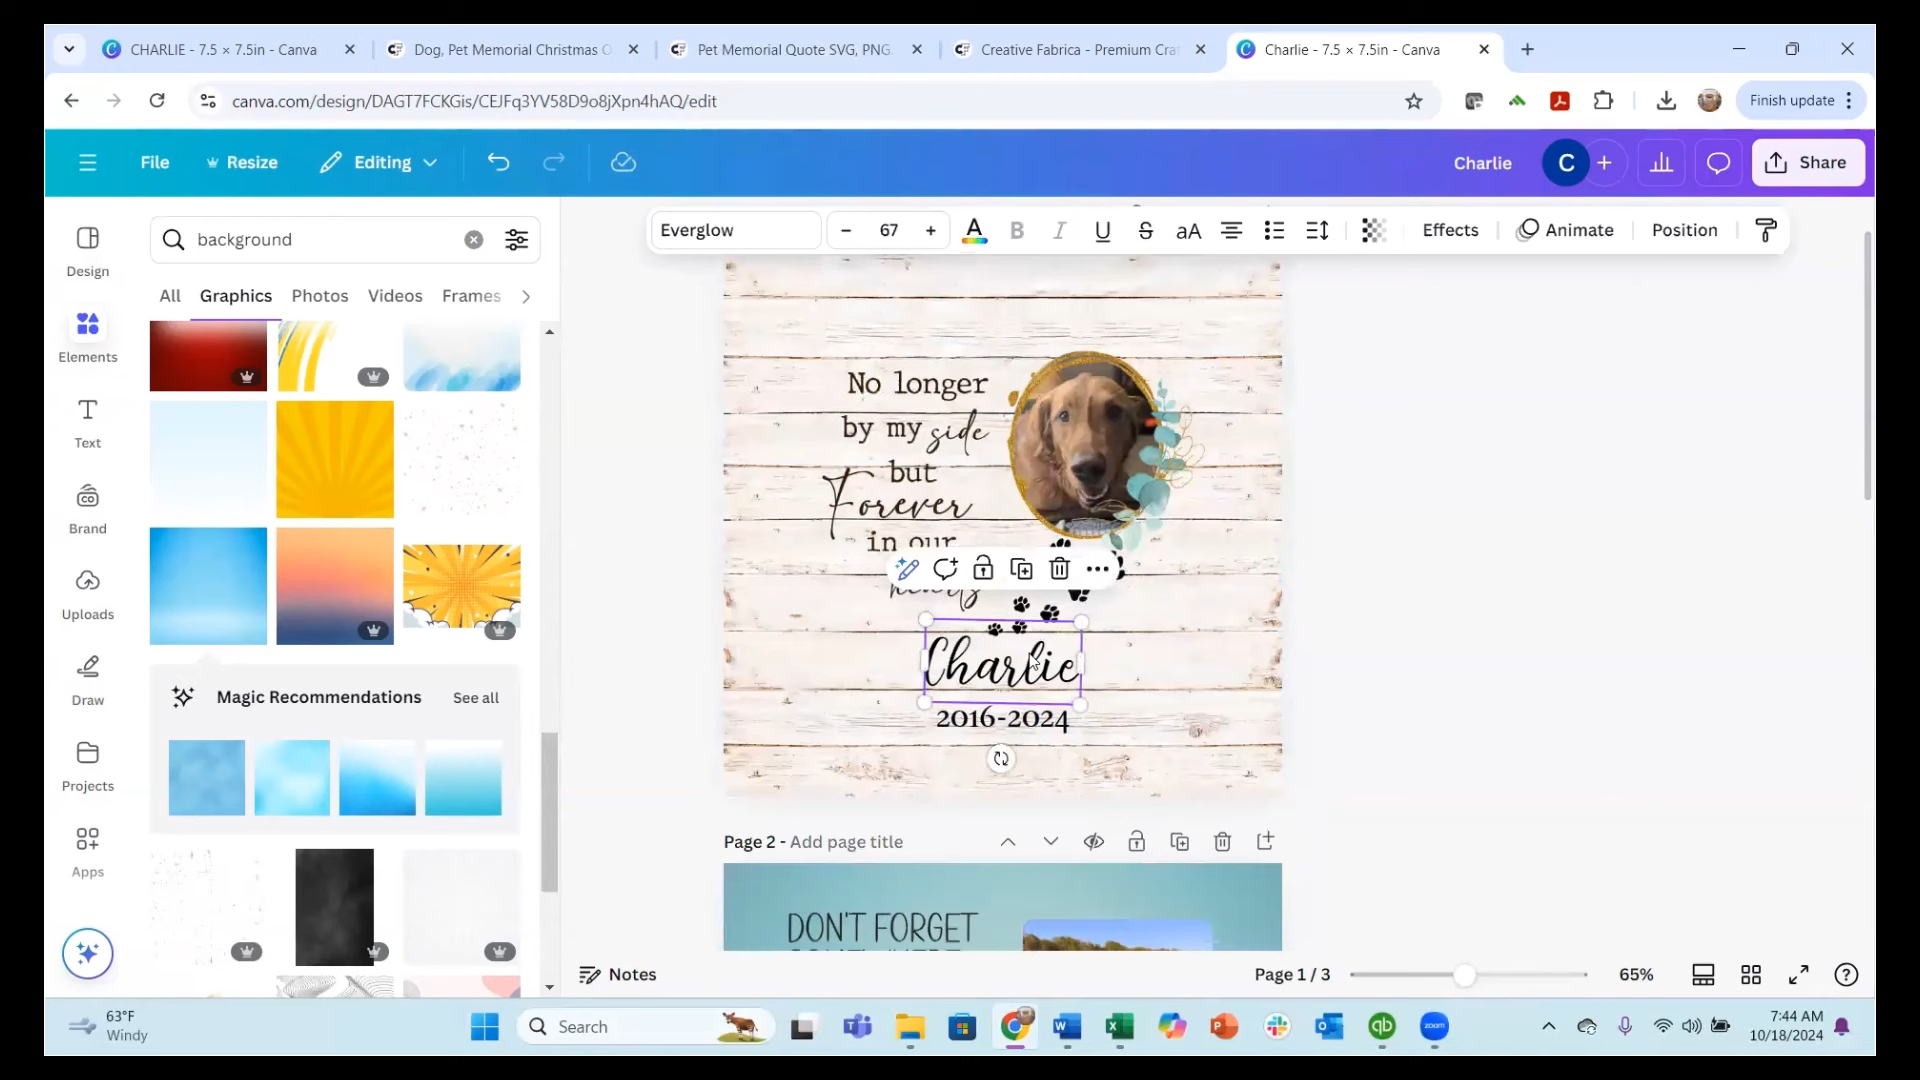 CHARLIE - 7.5 × 7.5in - Canva
Dog, Pet Memorial Christmas O
Pet Memorial Quote SVG, PNG
Creative Fabrica - Premium Cra
Charlie - 7.5 × 7.5in - Canva
canva.com/design/DAGT7FCKGis/CEJFq3YV58D9o8jXpn4hAQ/edit
Finish update
File
Resize
Editing
Charlie
C
Share
Design
Elements
Text
Brand
Uploads
Draw
Projects
Apps
background
All
Graphics
Photos
Videos
Frames
Magic Recommendations
See all
Everglow
67
A
B
I
U
S
aA
Effects
Animate
Position
No longer
by my side
but
Forever
in our
hearts
Charlie
2016-2024
Page 2 - Add page title
DON'T FORGET
Notes
Page 1 / 3
65%
63°F
Windy
Search
7:44 AM
10/18/2024